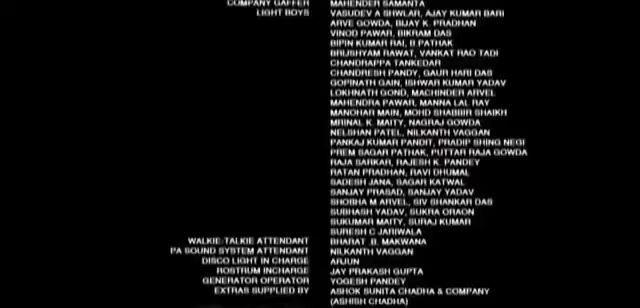 COMPANY GAFFER MAHENDER SAMANTA
LIGHT BOYS VASUDEV A SHWLAR, AJAY KUMAR BARI
ARVE GOWDA, BIJAY K. PRADHAN
VINOD PAWAR, BIKRAM DAS
BIPIN KUMAR RAI, B.PATHAK
BRIJSHYAM RAWAT, VANKAT RAO TADI
CHANDRAPPA TANKEDAR
CHANDRESH PANDY, GAUR HARI DAS
GOPINATH GAIN, ISHWAR KUMAR YADAV
LOKHNATH GOND, MACHINDER ARVEL
MAHENDRA PAWAR, MANNA LAL RAY
MANOHAR MAIN, MOHD SHABBIR SHAIKH
MRINAL K. MAITY, NAGRAJ GOWDA
NELSHAN PATEL, NILKANTH VAGGAN
PANKAJ KUMAR PANDIT, PRADIP SHING NEGI
PREM SAGAR PATHAK, PUTTAR RAJA GOWDA
RAJA SARKAR, RAJESH K. PANDEY
RATAN PRADHAN, RAVI DHUMAL
SADESH JANA, SAGAR KATWAL
SANJAY PRASAD, SANJAY YADAV
SHOBHA M ARVEL, SIV SHANKAR DAS
SUBHASH YADAV, SUKRA ORAON
SUKUMAR MAITY, SURAJ KUMAR
SURESH C JARIWALA
WALKIE-TALKIE ATTENDANT BHARAT .B. MAKWANA
PA SOUND SYSTEM ATTENDANT NILKANTH VAGGAN
DISCO LIGHT IN CHARGE ARJUN
ROSTRUM INCHARGE JAY PRAKASH GUPTA
GENERATOR OPERATOR YOGESH PANDEY
EXTRAS SUPPLIED BY ASHOK SUNITA CHADHA & COMPANY
(ASHISH CHADHA)